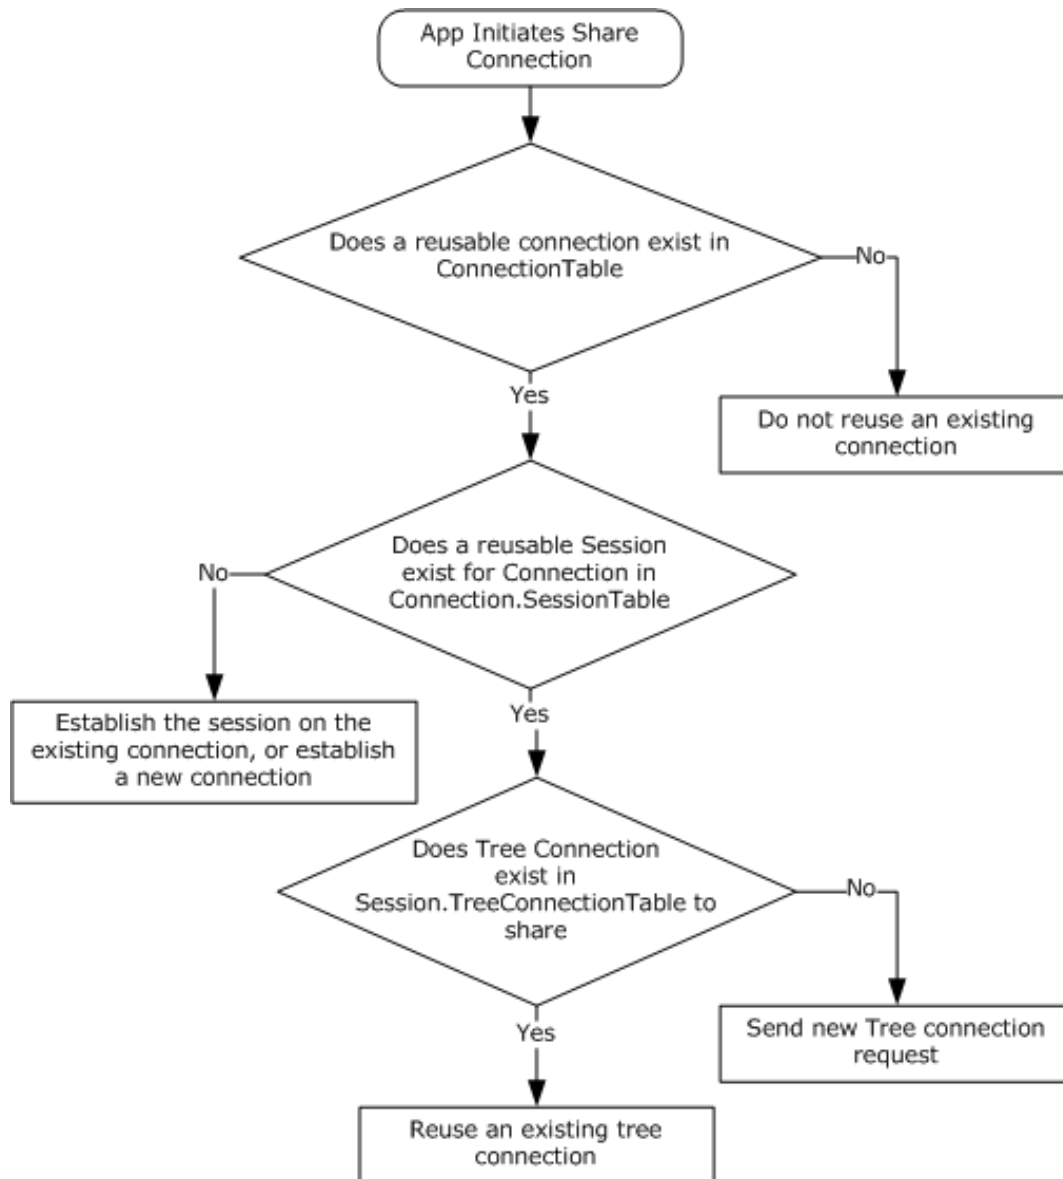 App Initiates Share
Connection
Does a reusable connection exist in
ConnectionTable
No
Yes
Do not reuse an existing
connection
Does a reusable Session
exist for Connection in
Connection.SessionTable
No
Yes
Establish the session on the
existing connection, or establish
a new connection
Does Tree Connection
exist in
Session.TreeConnectionTable to
share
No
Yes
Send new Tree connection
request
Reuse an existing tree
connection